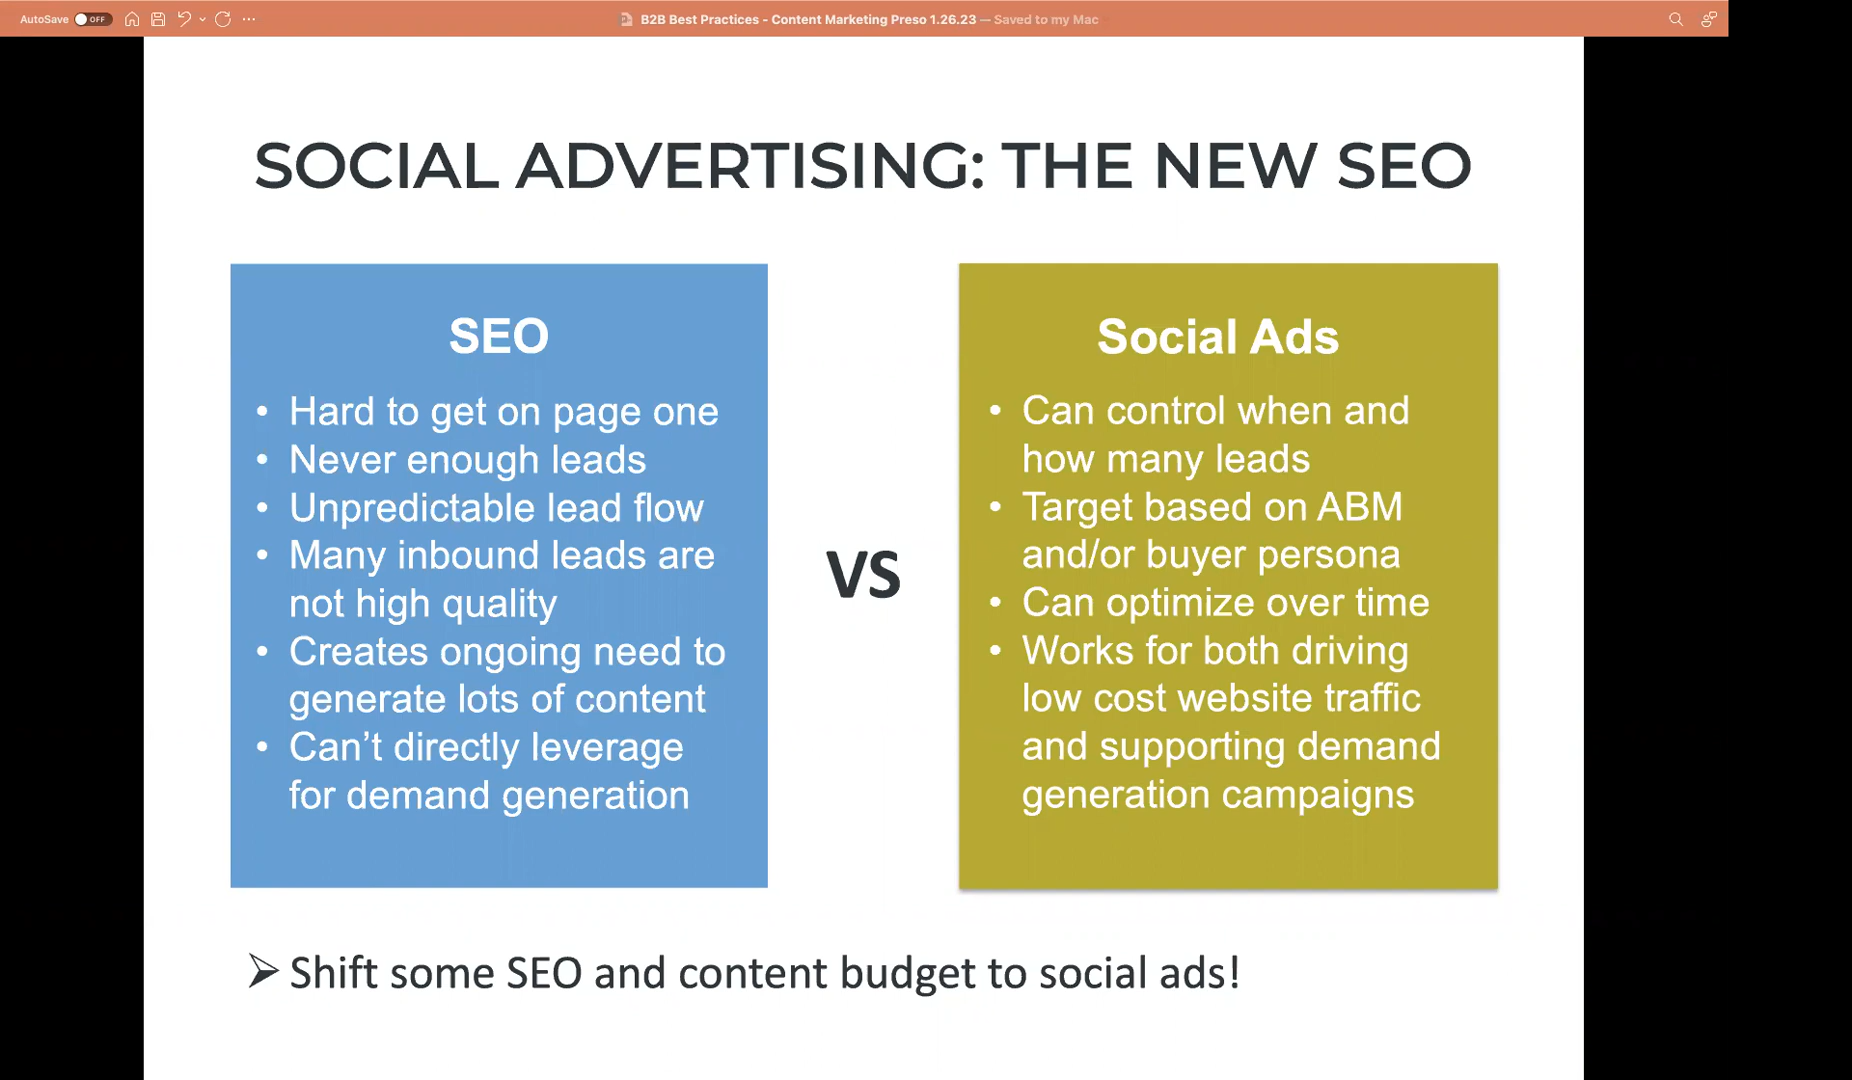 AutoSave OFF
B2B Best Practices - Content Marketing Preso 1.26.23 — Saved to my Mac
SOCIAL ADVERTISING: THE NEW SEO
SEO
• Hard to get on page one
• Never enough leads
• Unpredictable lead flow
• Many inbound leads are
not high quality
• Creates ongoing need to
generate lots of content
• Can’t directly leverage
for demand generation
VS
Social Ads
• Can control when and
how many leads
• Target based on ABM
and/or buyer persona
• Can optimize over time
• Works for both driving
low cost website traffic
and supporting demand
generation campaigns
➢ Shift some SEO and content budget to social ads!